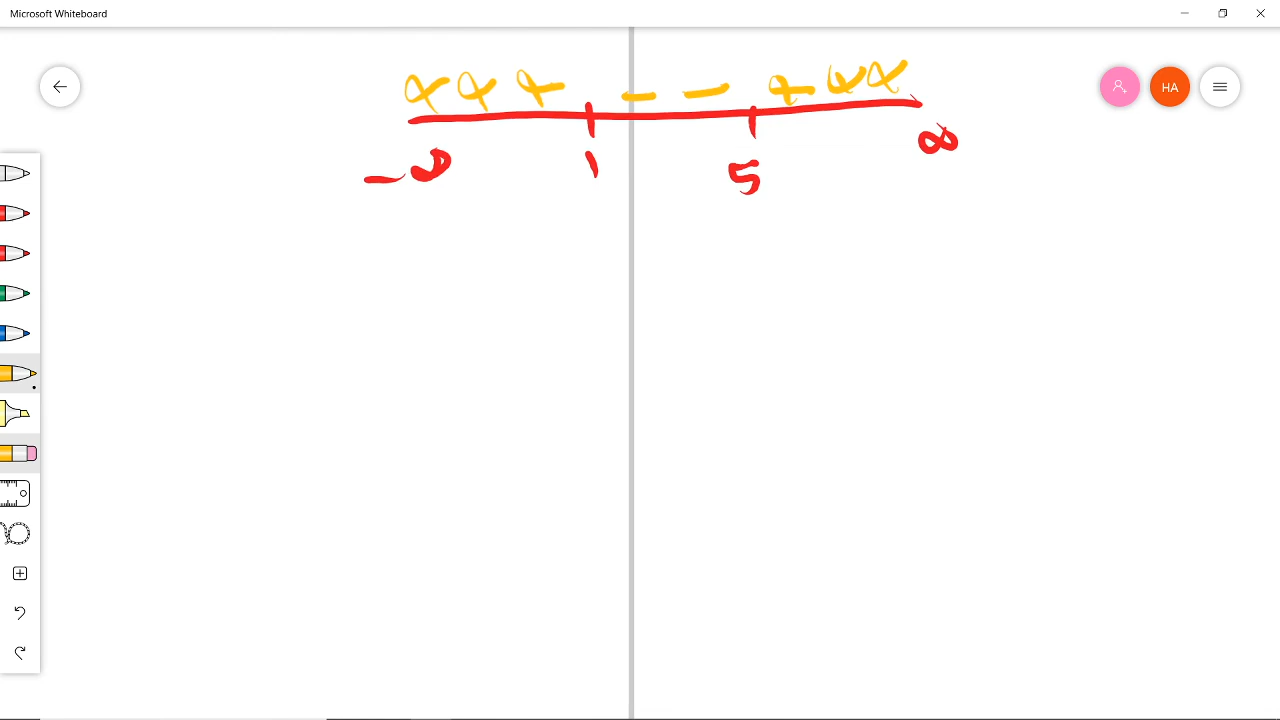 Microsoft Whiteboard
+ + + - - + + +
HA
-∞ 1 5 ∞